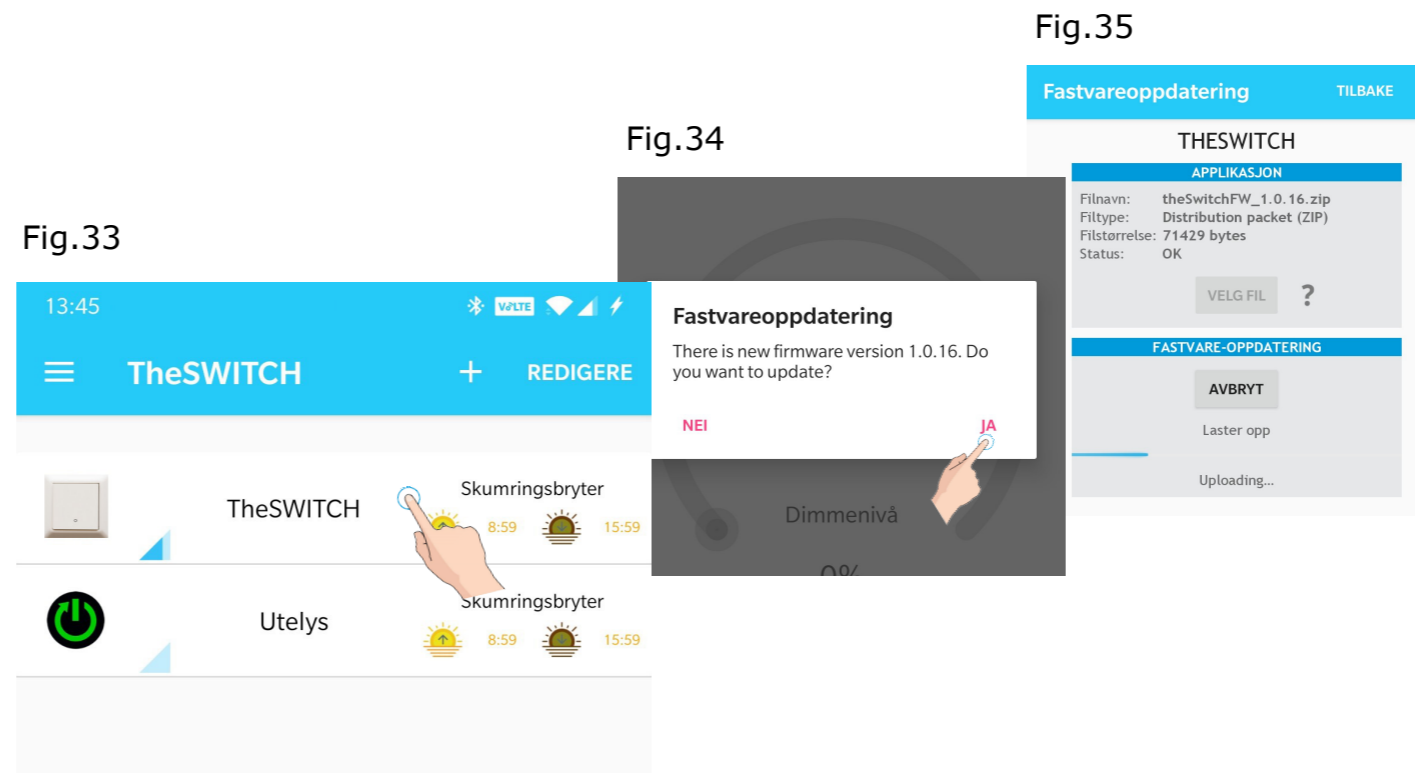 Fig.35
Fastvareoppdatering TILBAKE
THESWITCH
APPLIKASJON
Filnavn: theSwitchFW_1.0.16.zip
Filtype: Distribution packet (ZIP)
Filstørrelse: 71429 bytes
Status: OK
VELG FIL ?
FASTVARE-OPPDATERING
AVBRYT
Laster opp
Uploading...
Fig.34
Fastvareoppdatering
There is new firmware version 1.0.16. Do
you want to update?
NEI JA
Dimmenivå
0%
Fig.33
13:45 VoLTE
TheSWITCH + REDIGERE
TheSWITCH
Skumringsbryter
8:59 15:59
Utelys
Skumringsbryter
8:59 15:59